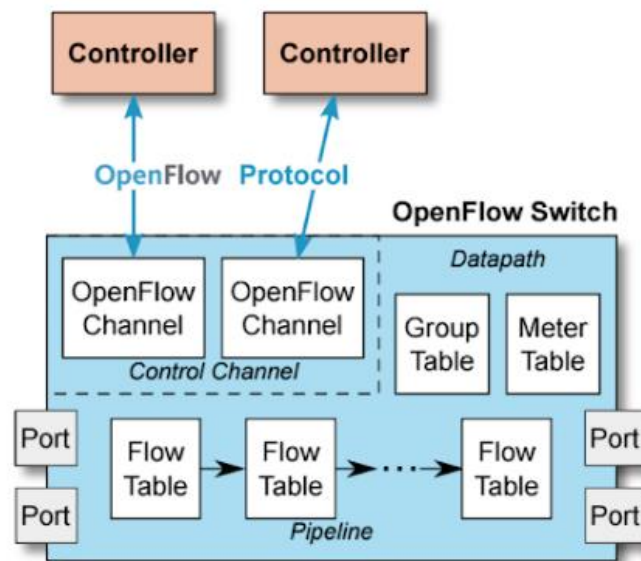 Controller
Controller
OpenFlow Protocol
OpenFlow Switch
Datapath
OpenFlow
Channel
OpenFlow
Channel
Control Channel
Group
Table
Meter
Table
Port
Port
Flow
Table
Flow
Table
...
Flow
Table
Port
Port
Pipeline